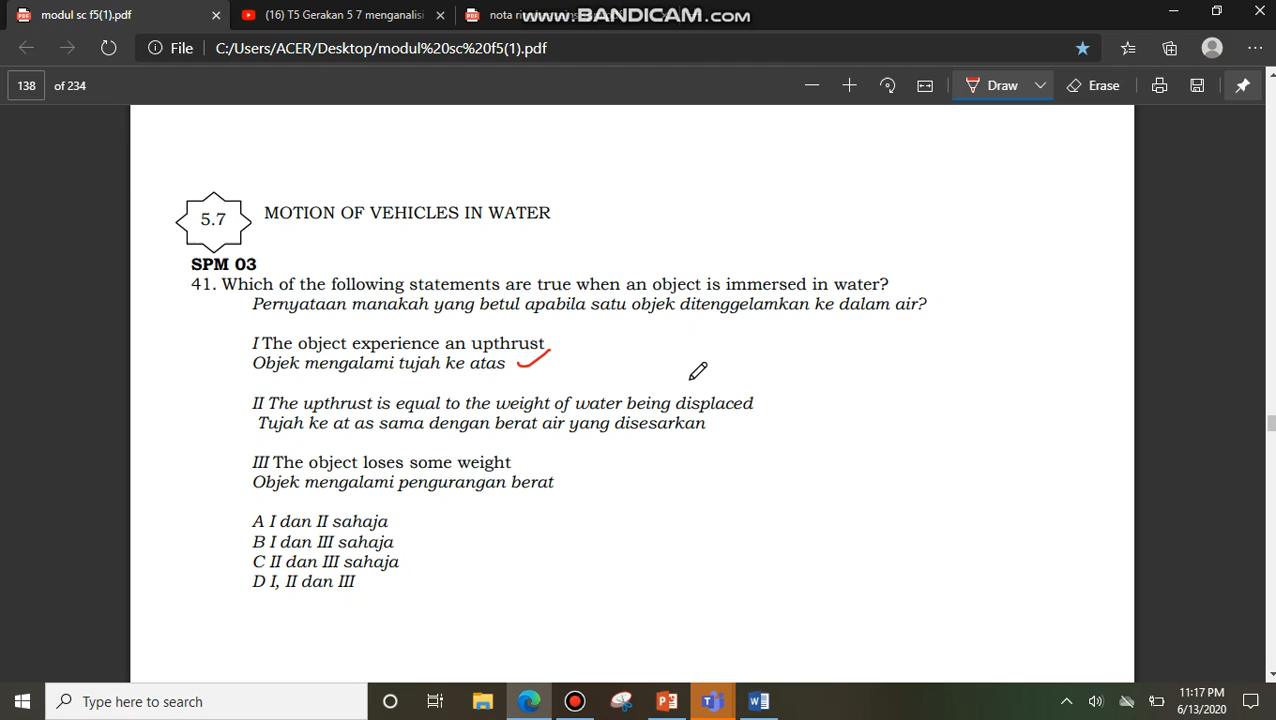 modul sc f5(1).pdf
(16) T5 Gerakan 5 7 menganalisi
www.BANDICAM.com
File
C:/Users/ACER/Desktop/modul%20sc%20f5(1).pdf
138 of 234
Draw
Erase
5.7
MOTION OF VEHICLES IN WATER
SPM 03
41. Which of the following statements are true when an object is immersed in water?
Pernyataan manakah yang betul apabila satu objek ditenggelamkan ke dalam air?
I The object experience an upthrust
Objek mengalami tujah ke atas
II The upthrust is equal to the weight of water being displaced
Tujah ke at as sama dengan berat air yang disesarkan
III The object loses some weight
Objek mengalami pengurangan berat
A I dan II sahaja
B I dan III sahaja
C II dan III sahaja
D I, II dan III
Type here to search
11:17 PM
6/13/2020